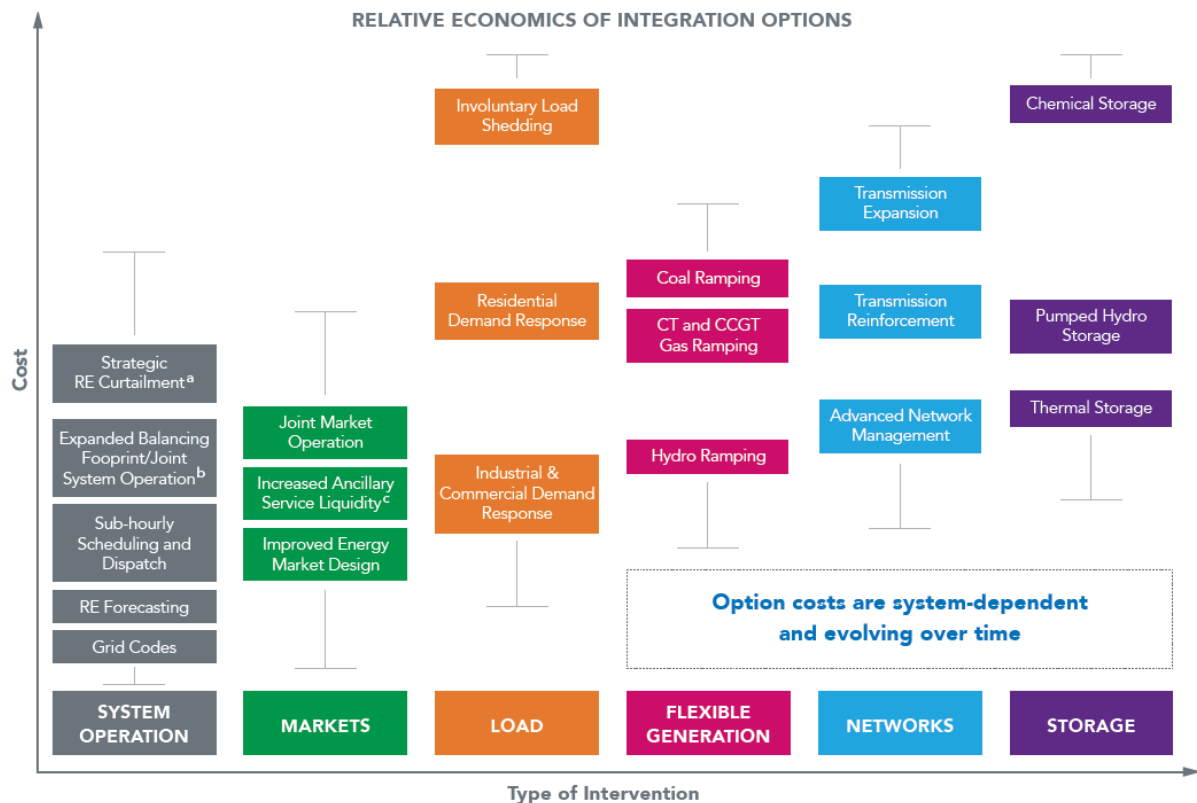 RELATIVE ECONOMICS OF INTEGRATION OPTIONS
Cost
Strategic
RE Curtailmentᵃ
Expanded Balancing
Fooprint/Joint
System Operationᵇ
Sub-hourly
Scheduling and
Dispatch
RE Forecasting
Grid Codes
SYSTEM
OPERATION
Joint Market
Operation
Increased Ancillary
Service Liquidityᶜ
Improved Energy
Market Design
MARKETS
Involuntary Load
Shedding
Residential
Demand Response
Industrial &
Commercial Demand
Response
LOAD
Coal Ramping
CT and CCGT
Gas Ramping
Hydro Ramping
FLEXIBLE
GENERATION
Transmission
Expansion
Transmission
Reinforcement
Advanced Network
Management
NETWORKS
Chemical Storage
Pumped Hydro
Storage
Thermal Storage
STORAGE
Option costs are system-dependent
and evolving over time
Type of Intervention